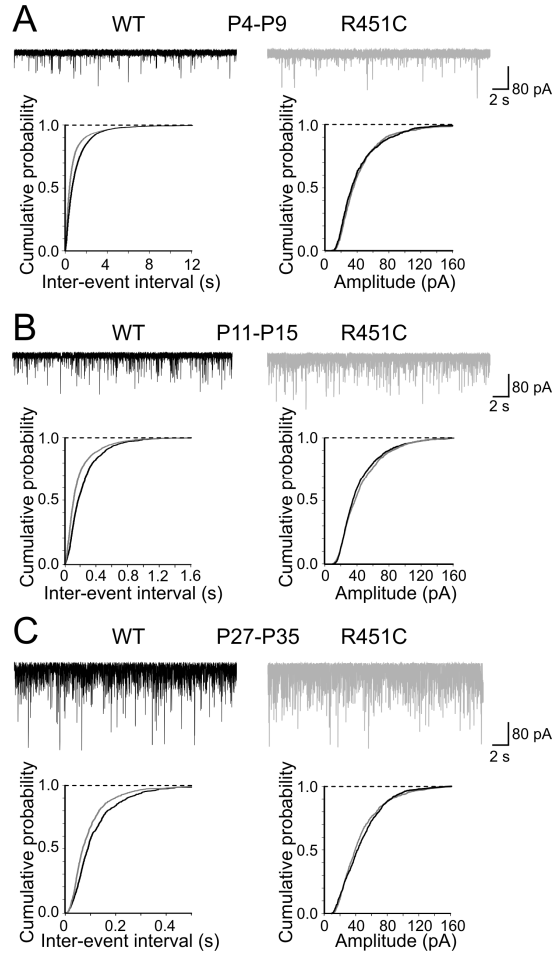 A
WT P4-P9 R451C
80 pA
2 s
Cumulative probability
1.0
0.5
0.0
0 4 8 12
Inter-event interval (s)
Cumulative probability
1.0
0.5
0.0
0 40 80 120 160
Amplitude (pA)
B
WT P11-P15 R451C
80 pA
2 s
Cumulative probability
1.0
0.5
0.0
0 0.4 0.8 1.2 1.6
Inter-event interval (s)
Cumulative probability
1.0
0.5
0.0
0 40 80 120 160
Amplitude (pA)
C
WT P27-P35 R451C
80 pA
2 s
Cumulative probability
1.0
0.5
0.0
0 0.2 0.4
Inter-event interval (s)
Cumulative probability
1.0
0.5
0.0
0 40 80 120 160
Amplitude (pA)